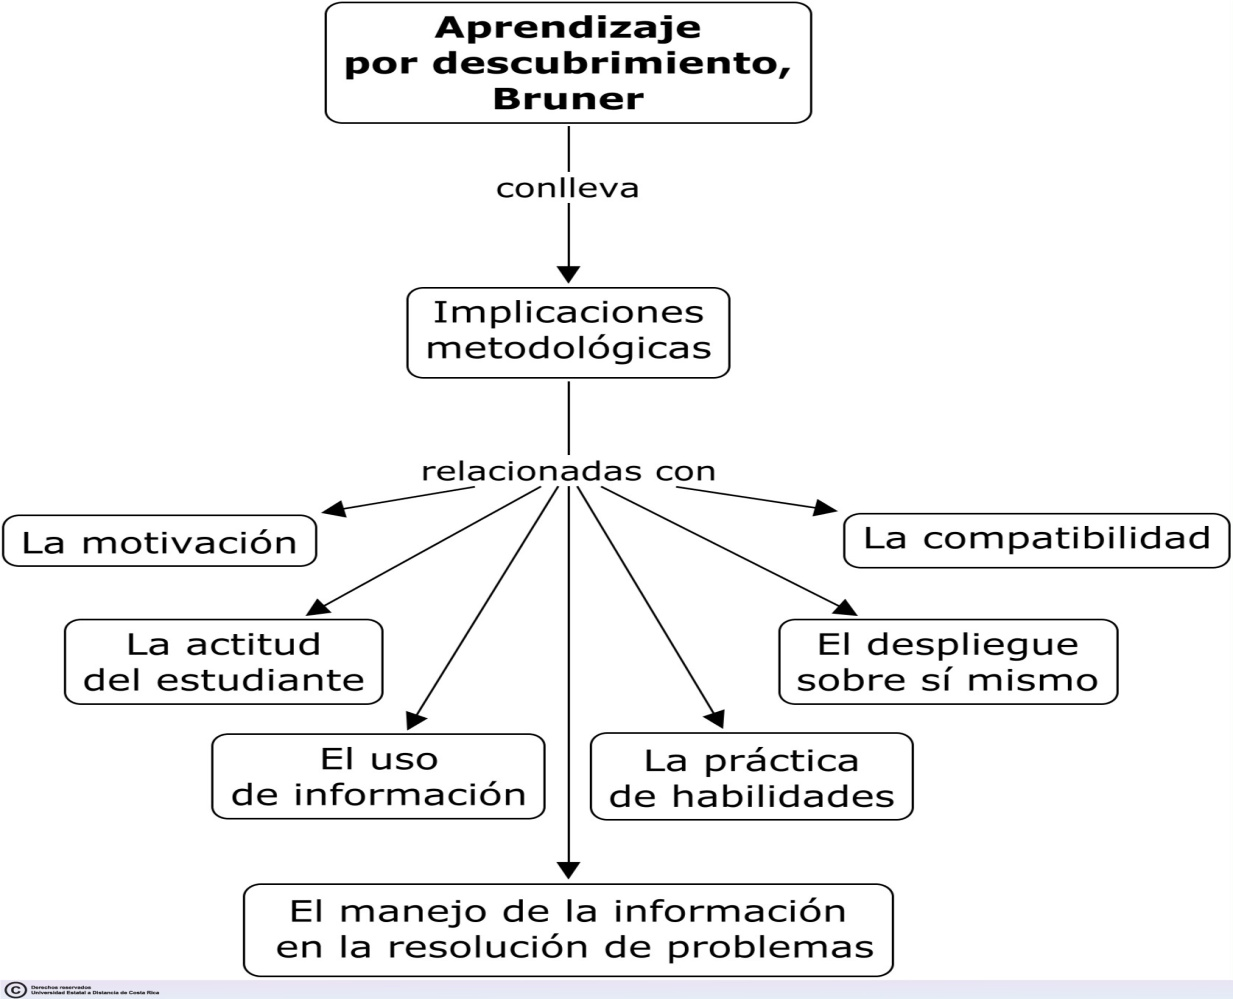 Aprendizaje
por descubrimiento,
Bruner
conlleva
Implicaciones
metodológicas
relacionadas con
La motivación
La compatibilidad
La actitud
del estudiante
El despliegue
sobre sí mismo
El uso
de información
La práctica
de habilidades
El manejo de la información
en la resolución de problemas
© Derechos reservados
Universidad Estatal a Distancia de Costa Rica